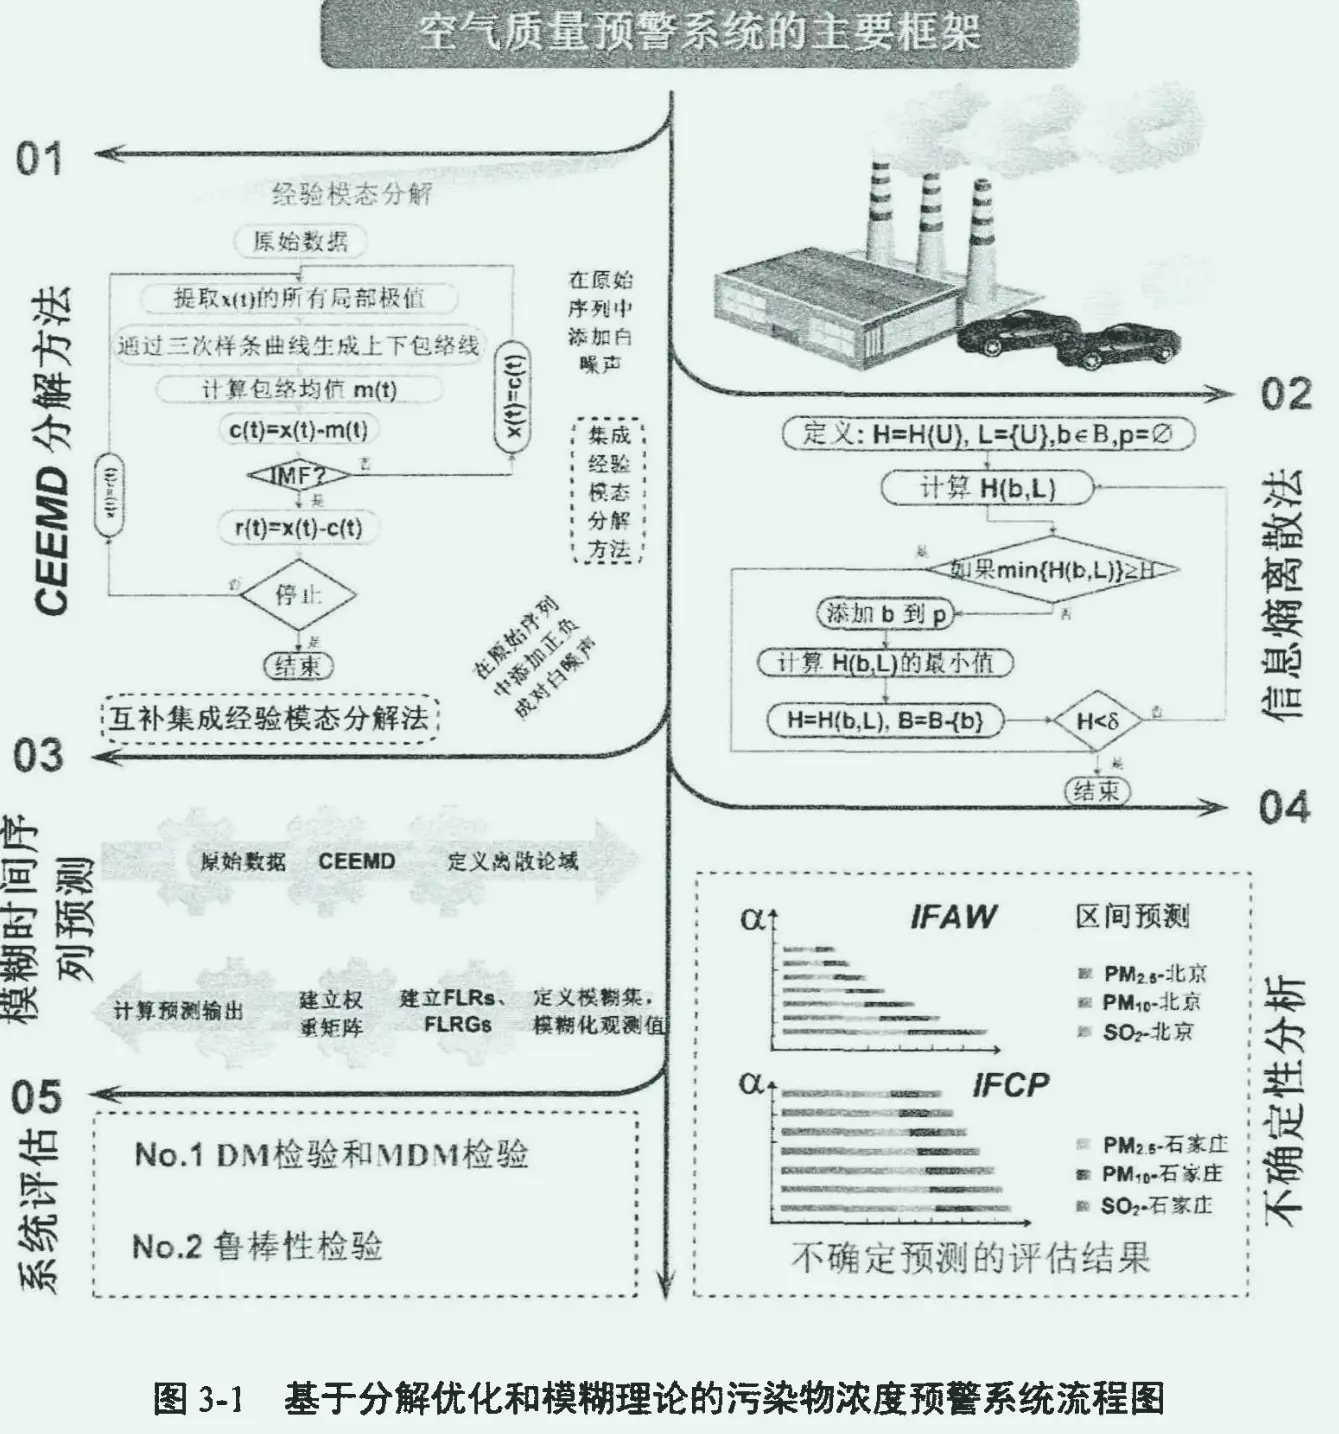 空气质量预警系统的主要框架
01
CEEMD 分解方法
经验模态分解
原始数据
提取x(t)的所有局部极值
通过三次样条曲线生成上下包络线
计算包络均值 m(t)
c(t)=x(t)-m(t)
IMF?
否
是
x(t)=c(t)
r(t)=x(t)-c(t)
停止
否
是
结束
在原始
序列中
添加白
噪声
集成
经验
模态
分解
方法
在原始序列
中添加正负
成对白噪声
互补集成经验模态分解法
02
信息熵离散法
定义: H=H(U), L={U},b∈B,p=∅
计算 H(b,L)
如果min{H(b,L)}≥H
是
否
添加 b 到 p
计算 H(b,L)的最小值
H=H(b,L), B=B-{b}
H<δ
否
是
结束
03
模糊时间序
列预测
原始数据
CEEMD
定义离散论域
计算预测输出
建立权
重矩阵
建立FLRs、
FLRGs
定义模糊集，
模糊化观测值
04
不确定性分析
α
IFAW
区间预测
PM2.5-北京
PM10-北京
SO2-北京
α
IFCP
PM2.5-石家庄
PM10-石家庄
SO2-石家庄
不确定预测的评估结果
05
系统评估
No.1 DM检验和MDM检验
No.2 鲁棒性检验
图 3-1 基于分解优化和模糊理论的污染物浓度预警系统流程图